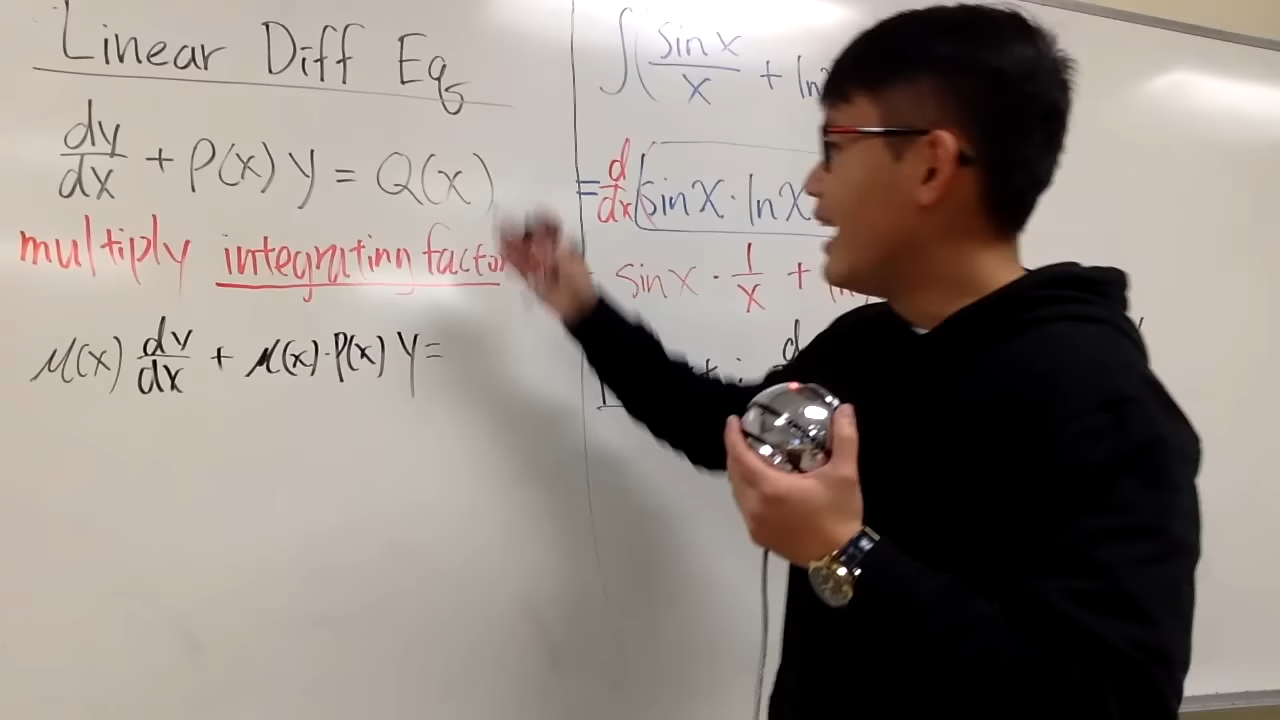 Linear Diff Eqs
dy/dx + P(x) y = Q(x)
multiply integrating factor
μ(x) dy/dx + μ(x)·P(x) y =
∫( sin x / x + ln
= d/dx ( sin x · ln x
sin x · 1/x +